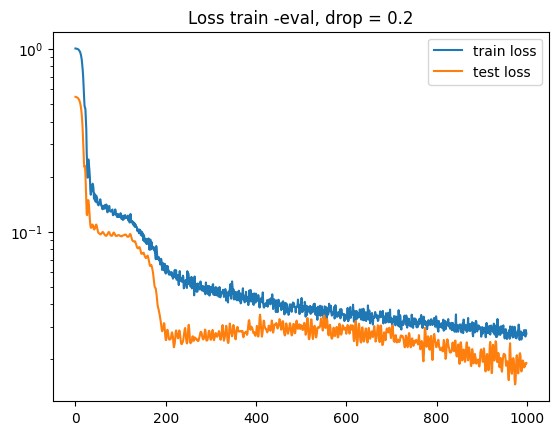 Loss train -eval, drop = 0.2
train loss
test loss
10⁰
10⁻¹
0 200 400 600 800 1000